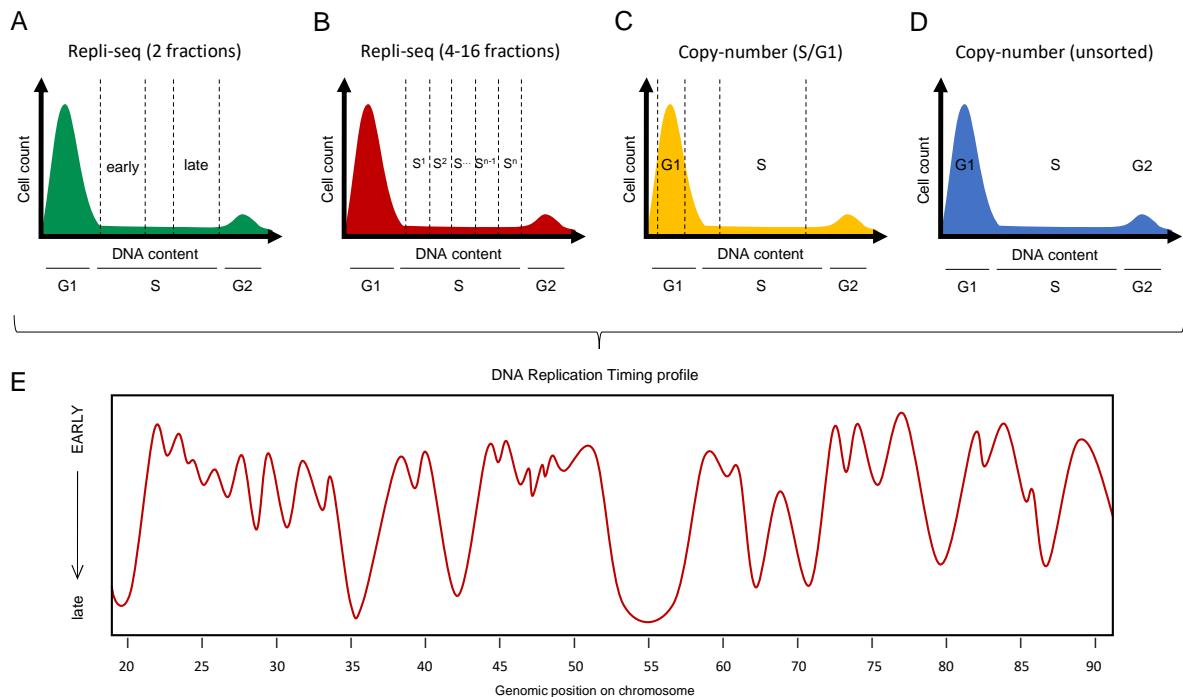 A
Repli-seq (2 fractions)
Cell count
early
late
DNA content
G1
S
G2
B
Repli-seq (4-16 fractions)
Cell count
S¹
S²
S···
Sⁿ⁻¹
Sⁿ
DNA content
G1
S
G2
C
Copy-number (S/G1)
Cell count
G1
S
DNA content
G1
S
G2
D
Copy-number (unsorted)
Cell count
G1
S
G2
DNA content
G1
S
G2
E
DNA Replication Timing profile
EARLY
late
20 25 30 35 40 45 50 55 60 65 70 75 80 85 90
Genomic position on chromosome